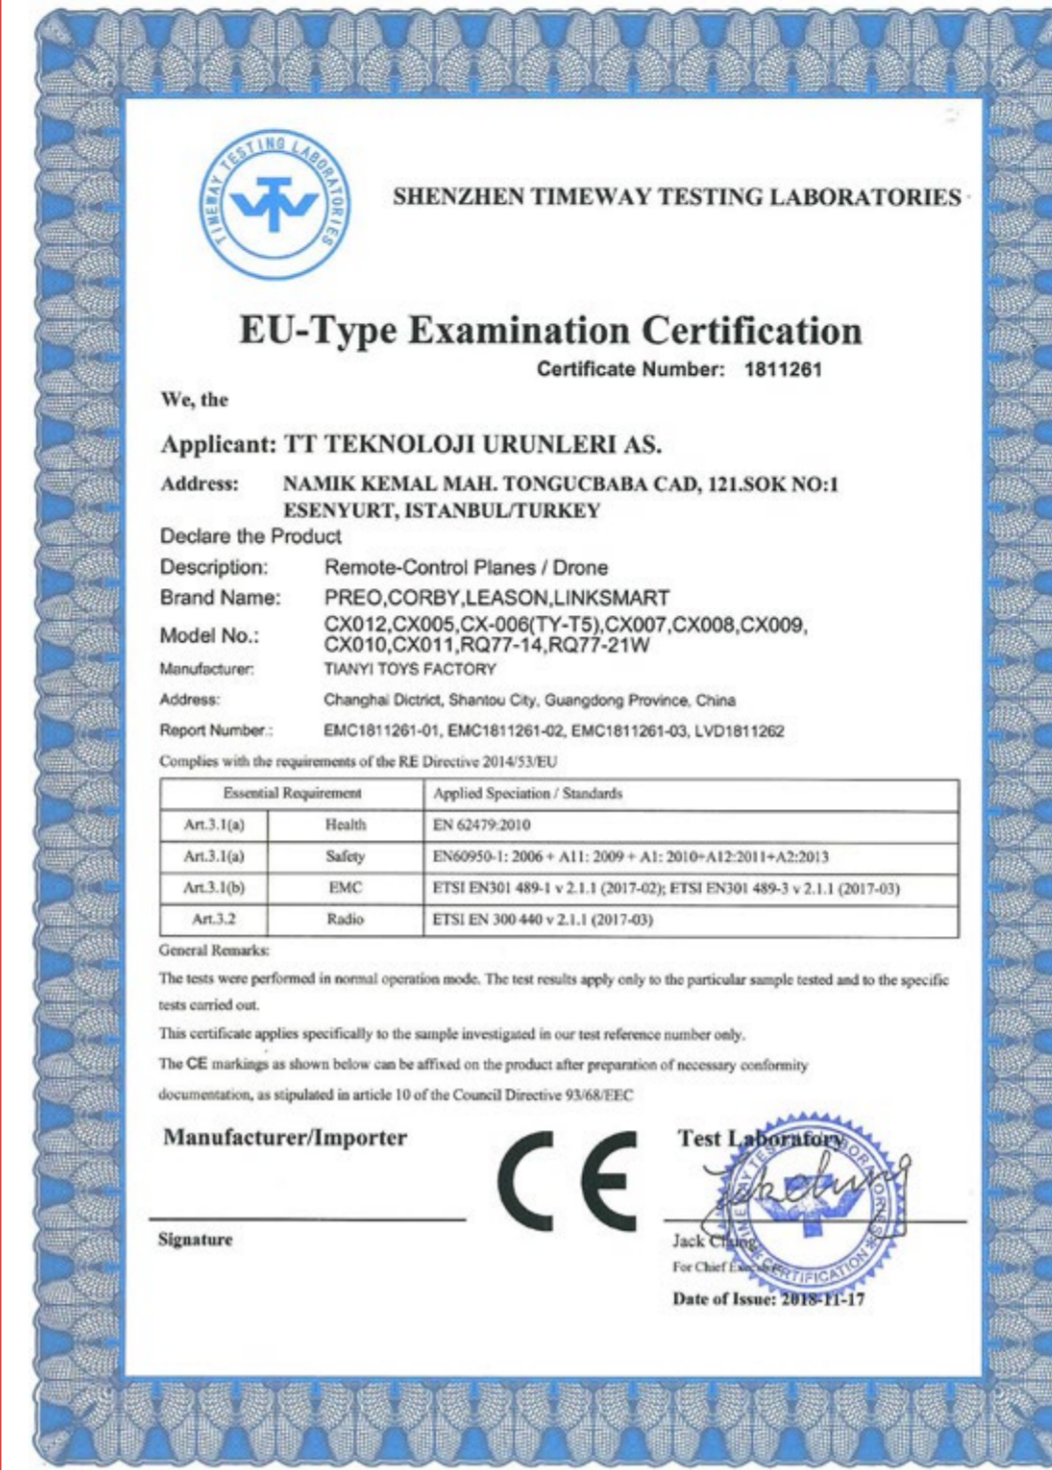 TIMEWAY TESTING LABORATORIES
SHENZHEN TIMEWAY TESTING LABORATORIES
EU-Type Examination Certification
Certificate Number: 1811261
We, the
Applicant: TT TEKNOLOJI URUNLERI AS.
Address: NAMIK KEMAL MAH. TONGUCBABA CAD, 121.SOK NO:1
ESENYURT, ISTANBUL/TURKEY
Declare the Product
Description: Remote-Control Planes / Drone
Brand Name: PREO,CORBY,LEASON,LINKSMART
Model No.: CX012,CX005,CX-006(TY-T5),CX007,CX008,CX009,
CX010,CX011,RQ77-14,RQ77-21W
Manufacturer: TIANYI TOYS FACTORY
Address: Changhai Dictrict, Shantou City, Guangdong Province, China
Report Number.: EMC1811261-01, EMC1811261-02, EMC1811261-03, LVD1811262
Complies with the requirements of the RE Directive 2014/53/EU
Essential Requirement Applied Speciation / Standards
Art.3.1(a) Health EN 62479:2010
Art.3.1(a) Safety EN60950-1: 2006 + A11: 2009 + A1: 2010+A12:2011+A2:2013
Art.3.1(b) EMC ETSI EN301 489-1 v 2.1.1 (2017-02); ETSI EN301 489-3 v 2.1.1 (2017-03)
Art.3.2 Radio ETSI EN 300 440 v 2.1.1 (2017-03)
General Remarks:
The tests were performed in normal operation mode. The test results apply only to the particular sample tested and to the specific
tests carried out.
This certificate applies specifically to the sample investigated in our test reference number only.
The CE markings as shown below can be affixed on the product after preparation of necessary conformity
documentation, as stipulated in article 10 of the Council Directive 93/68/EEC
Manufacturer/Importer
CE
Test Laboratory
Signature
Jack Chung
For Chief
Date of Issue: 2018-11-17